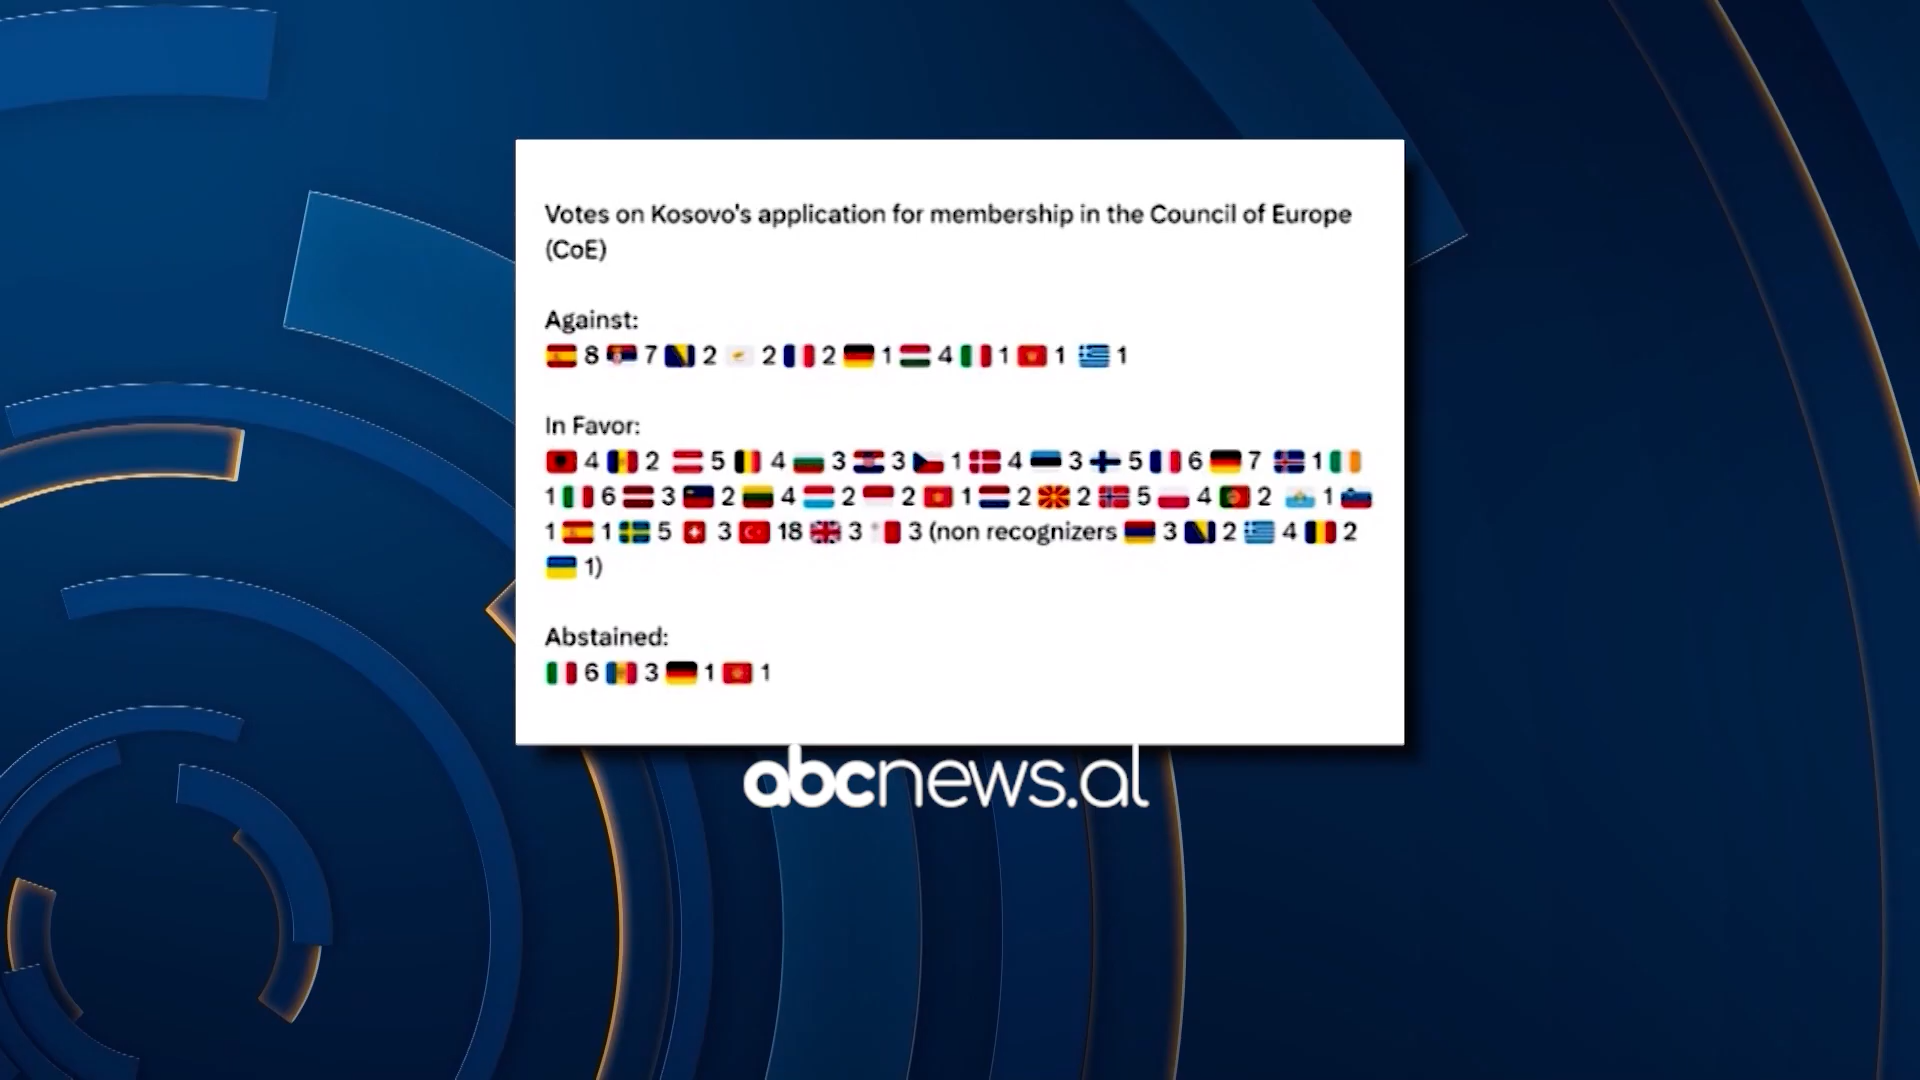 Votes on Kosovo's application for membership in the Council of Europe
(CoE)
Against:
🇪🇸 8 🇷🇸 7 🇧🇦 2 🇨🇾 2 🇫🇷 2 🇩🇪 1 🇭🇺 4 🇮🇹 1 🇲🇪 1 🇬🇷 1
In Favor:
🇦🇱 4 🇦🇩 2 🇦🇹 5 🇧🇪 4 🇧🇬 3 🇭🇷 3 🇨🇿 1 🇩🇰 4 🇪🇪 3 🇫🇮 5 🇫🇷 6 🇩🇪 7 🇮🇸 1 🇮🇪
1 🇮🇹 6 🇱🇻 3 🇱🇮 2 🇱🇹 4 🇱🇺 2 🇲🇨 2 🇲🇪 1 🇳🇱 2 🇲🇰 2 🇳🇴 5 🇵🇱 4 🇵🇹 2 🇸🇲 1 🇸🇮
1 🇪🇸 1 🇸🇪 5 🇨🇭 3 🇹🇷 18 🇬🇧 3 🇲🇹 3 (non recognizers 🇦🇲 3 🇧🇦 2 🇬🇷 4 🇷🇴 2
🇺🇦 1)
Abstained:
🇮🇹 6 🇲🇩 3 🇩🇪 1 🇲🇪 1
abcnews.al